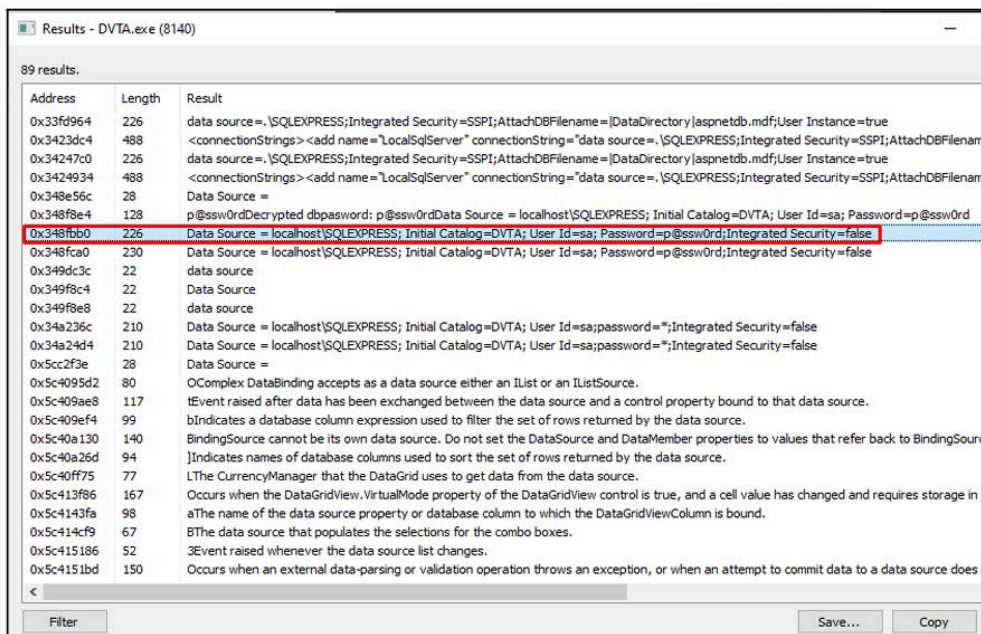 Results - DVTA.exe (8140)
89 results.
Address Length Result
0x33fd964 226 data source=.\SQLEXPRESS;Integrated Security=SSPI;AttachDBFilename=|DataDirectory|aspnetdb.mdf;User Instance=true
0x3423dc4 488 <connectionStrings><add name="LocalSqlServer" connectionString="data source=.\SQLEXPRESS;Integrated Security=SSPI;AttachDBFilenam
0x34247c0 226 data source=.\SQLEXPRESS;Integrated Security=SSPI;AttachDBFilename=|DataDirectory|aspnetdb.mdf;User Instance=true
0x3424934 488 <connectionStrings><add name="LocalSqlServer" connectionString="data source=.\SQLEXPRESS;Integrated Security=SSPI;AttachDBFilenam
0x348e56c 28 Data Source =
0x348f8e4 128 p@ssw0rdDecrypted dbpasword: p@ssw0rdData Source = localhost\SQLEXPRESS; Initial Catalog=DVTA; User Id=sa; Password=p@ssw0rd
0x348fbb0 226 Data Source = localhost\SQLEXPRESS; Initial Catalog=DVTA; User Id=sa; Password=p@ssw0rd;Integrated Security=false
0x348fca0 230 Data Source = localhost\SQLEXPRESS; Initial Catalog=DVTA; User Id=sa; Password=p@ssw0rd;Integrated Security=false
0x349dc3c 22 data source
0x349f8c4 22 Data Source
0x349f8e8 22 data source
0x34a236c 210 Data Source = localhost\SQLEXPRESS; Initial Catalog=DVTA; User Id=sa;password=*;Integrated Security=false
0x34a24d4 210 Data Source = localhost\SQLEXPRESS; Initial Catalog=DVTA; User Id=sa;password=*;Integrated Security=false
0x5cc2f3e 28 Data Source =
0x5c4095d2 80 OComplex DataBinding accepts as a data source either an IList or an IListSource.
0x5c409ae8 117 tEvent raised after data has been exchanged between the data source and a control property bound to that data source.
0x5c409ef4 99 bIndicates a database column expression used to filter the set of rows returned by the data source.
0x5c40a130 140 BindingSource cannot be its own data source. Do not set the DataSource and DataMember properties to values that refer back to BindingSour
0x5c40a26d 94 ]Indicates names of database columns used to sort the set of rows returned by the data source.
0x5c40ff75 77 LThe CurrencyManager that the DataGrid uses to get data from the data source.
0x5c413f86 167 Occurs when the DataGridView.VirtualMode property of the DataGridView control is true, and a cell value has changed and requires storage in
0x5c4143fa 98 aThe name of the data source property or database column to which the DataGridViewColumn is bound.
0x5c414cf9 67 BThe data source that populates the selections for the combo boxes.
0x5c415186 52 3Event raised whenever the data source list changes.
0x5c4151bd 150 Occurs when an external data-parsing or validation operation throws an exception, or when an attempt to commit data to a data source does
Filter Save... Copy